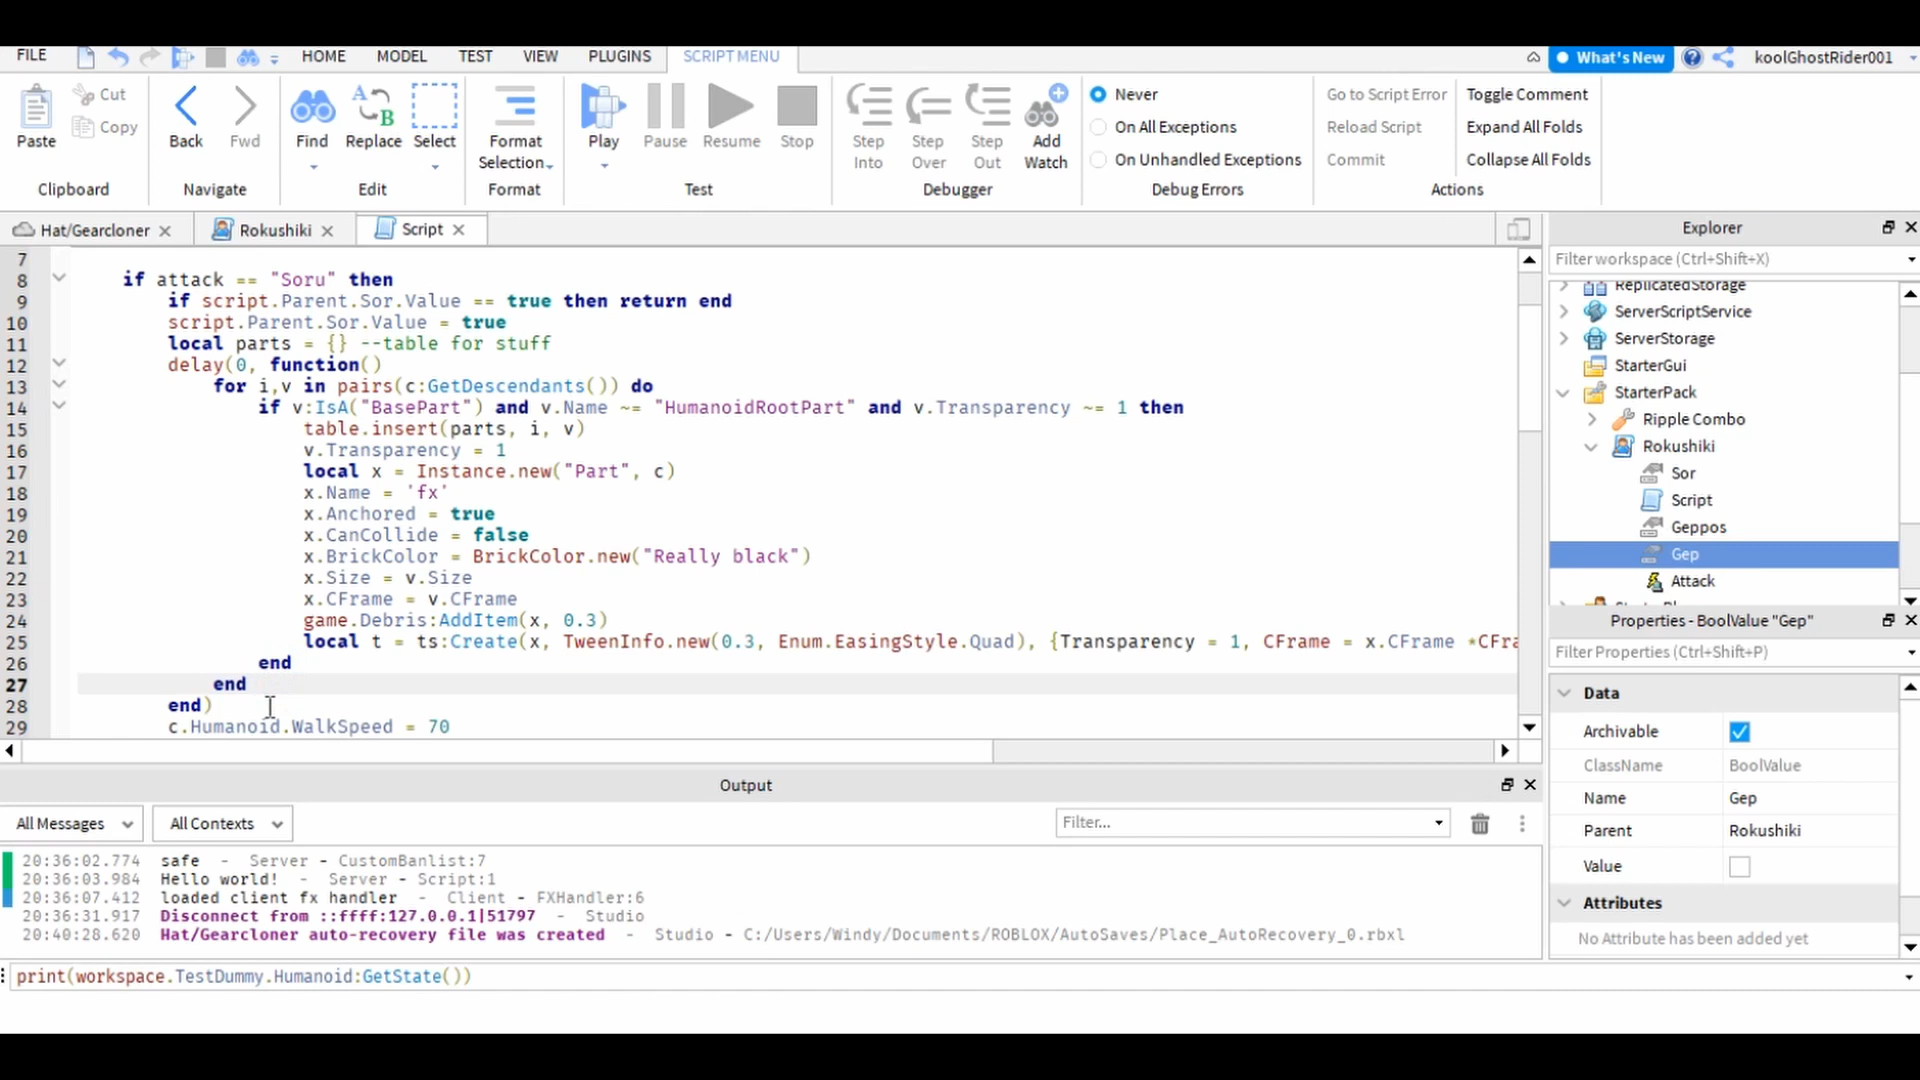 FILE HOME MODEL TEST VIEW PLUGINS SCRIPT MENU What's New koolGhostRider001
Paste Cut Copy
Clipboard
Back Fwd
Navigate
Find Replace Select
Edit
Format Selection
Format
Play Pause Resume Stop
Test
Step Into Step Over Step Out Add Watch
Debugger
Never
On All Exceptions
On Unhandled Exceptions
Debug Errors
Go to Script Error Toggle Comment
Reload Script Expand All Folds
Commit Collapse All Folds
Actions
Hat/Gearcloner Rokushiki Script
7
8 if attack == "Soru" then
9 if script.Parent.Sor.Value == true then return end
10 script.Parent.Sor.Value = true
11 local parts = {} --table for stuff
12 delay(0, function()
13 for i,v in pairs(c:GetDescendants()) do
14 if v:IsA("BasePart") and v.Name ~= "HumanoidRootPart" and v.Transparency ~= 1 then
15 table.insert(parts, i, v)
16 v.Transparency = 1
17 local x = Instance.new("Part", c)
18 x.Name = 'fx'
19 x.Anchored = true
20 x.CanCollide = false
21 x.BrickColor = BrickColor.new("Really black")
22 x.Size = v.Size
23 x.CFrame = v.CFrame
24 game.Debris:AddItem(x, 0.3)
25 local t = ts:Create(x, TweenInfo.new(0.3, Enum.EasingStyle.Quad), {Transparency = 1, CFrame = x.CFrame *CFra
26 end
27 end
28 end)
29 c.Humanoid.WalkSpeed = 70
Explorer
Filter workspace (Ctrl+Shift+X)
ReplicatedStorage
ServerScriptService
ServerStorage
StarterGui
StarterPack
Ripple Combo
Rokushiki
Sor
Script
Geppos
Gep
Attack
Properties - BoolValue "Gep"
Filter Properties (Ctrl+Shift+P)
Data
Archivable
ClassName BoolValue
Name Gep
Parent Rokushiki
Value
Attributes
No Attribute has been added yet
Output
All Messages All Contexts Filter...
20:36:02.774 safe - Server - CustomBanlist:7
20:36:03.984 Hello world! - Server - Script:1
20:36:07.412 loaded client fx handler - Client - FXHandler:6
20:36:31.917 Disconnect from ::ffff:127.0.0.1|51797 - Studio
20:40:28.620 Hat/Gearcloner auto-recovery file was created - Studio - C:/Users/Windy/Documents/ROBLOX/AutoSaves/Place_AutoRecovery_0.rbxl
print(workspace.TestDummy.Humanoid:GetState())